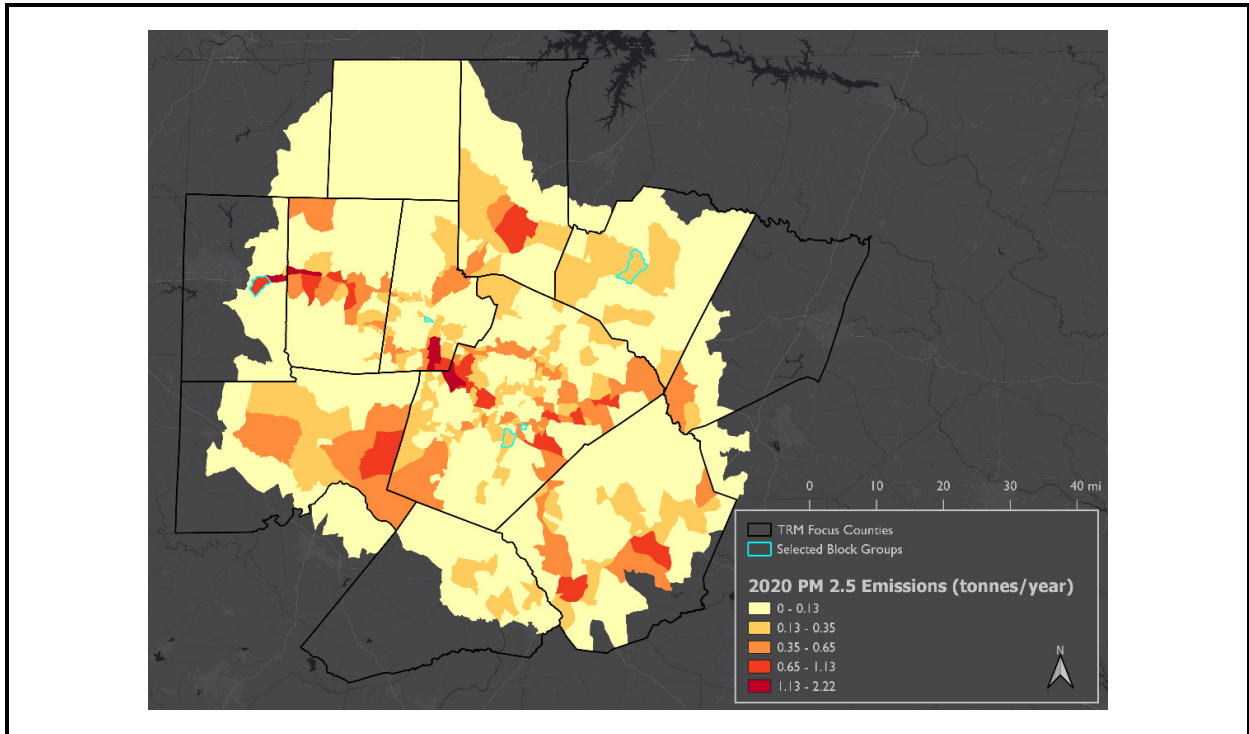 0 10 20 30 40 mi
TRM Focus Counties
Selected Block Groups
2020 PM 2.5 Emissions (tonnes/year)
0 - 0.13
0.13 - 0.35
0.35 - 0.65
0.65 - 1.13
1.13 - 2.22
N